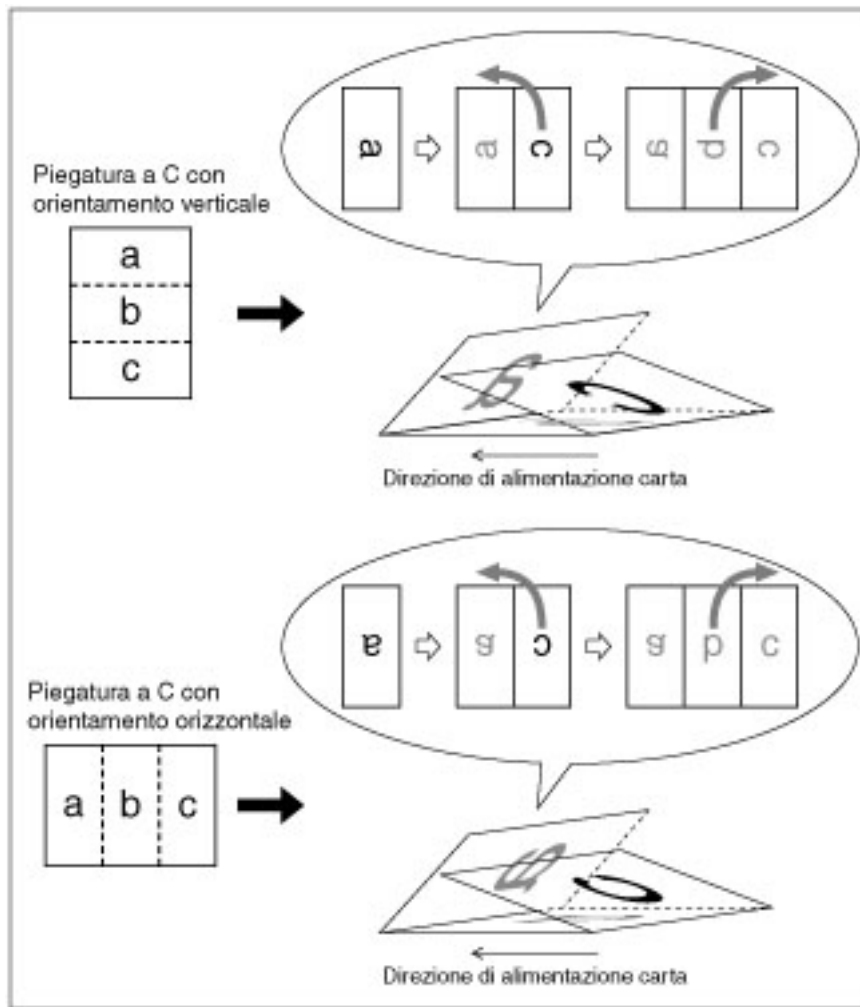 a c a b c
Piegatura a C con
orientamento verticale
a
b
c
Direzione di alimentazione carta
a a c a b c
Piegatura a C con
orientamento orizzontale
a b c
Direzione di alimentazione carta